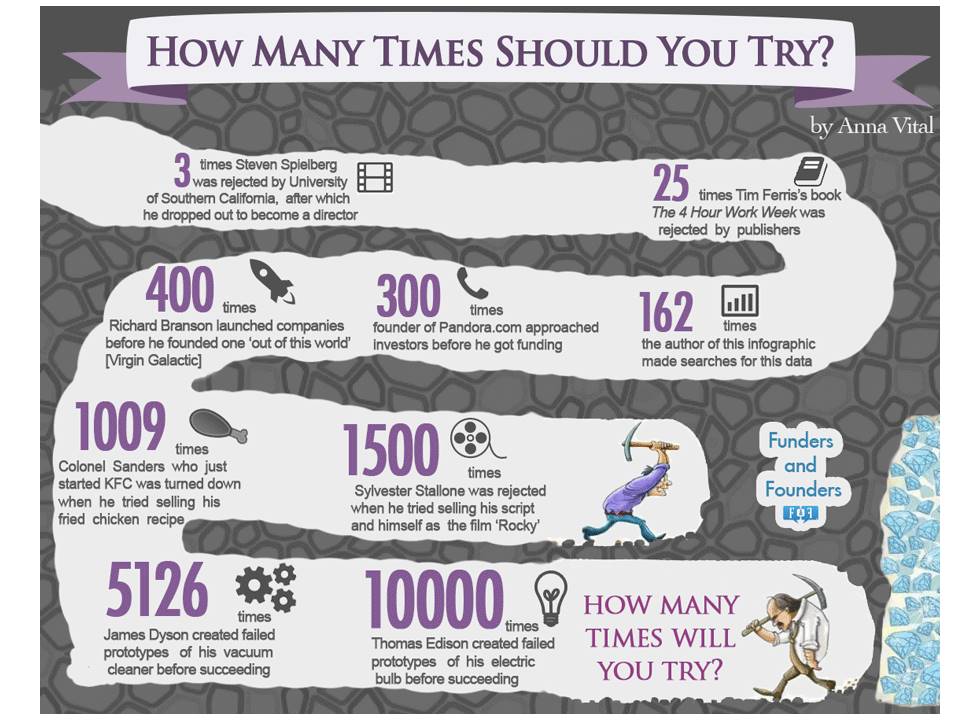 HOW MANY TIMES SHOULD YOU TRY?
by Anna Vital
3 times Steven Spielberg
was rejected by University
of Southern California, after which
he dropped out to become a director
25 times Tim Ferris's book
The 4 Hour Work Week was
rejected by publishers
400 times
Richard Branson launched companies
before he founded one 'out of this world'
[Virgin Galactic]
300 times
founder of Pandora.com approached
investors before he got funding
162 times
the author of this infographic
made searches for this data
1009 times
Colonel Sanders who just
started KFC was turned down
when he tried selling his
fried chicken recipe
1500 times
Sylvester Stallone was rejected
when he tried selling his script
and himself as the film 'Rocky'
Funders
and
Founders
F F
5126 times
James Dyson created failed
prototypes of his vacuum
cleaner before succeeding
10000 times
Thomas Edison created failed
prototypes of his electric
bulb before succeeding
HOW MANY
TIMES WILL
YOU TRY?